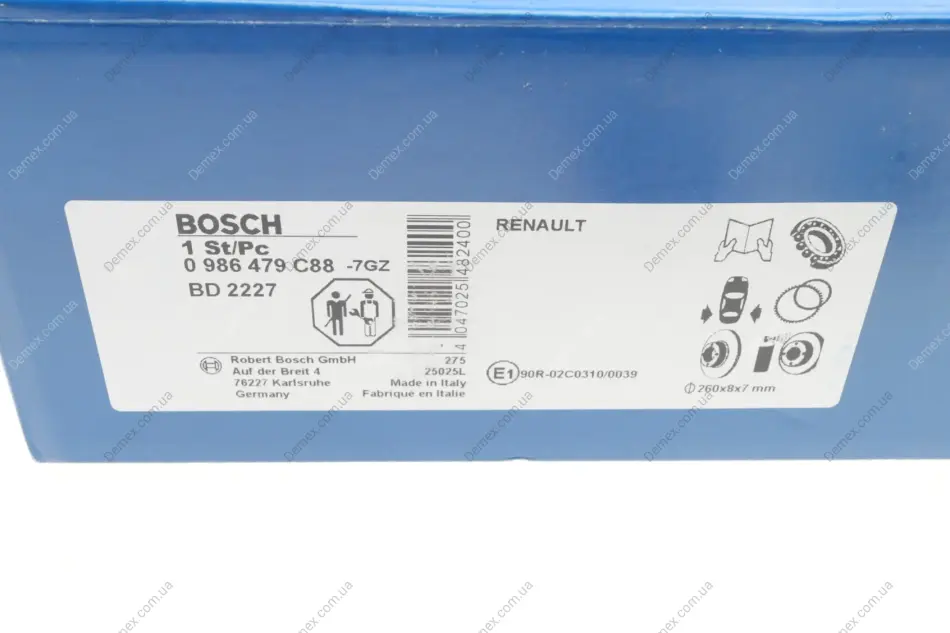 BOSCH
1 St/Pc
0 986 479 C88 -7GZ
BD 2227
4 047025 482400
Robert Bosch GmbH
Auf der Breit 4
76227 Karlsruhe
Germany
275
25025L
Made in Italy
Fabriqué en Italie
RENAULT
E1 90R-02C0310/0039
260x8x7 mm
Demex.com.ua